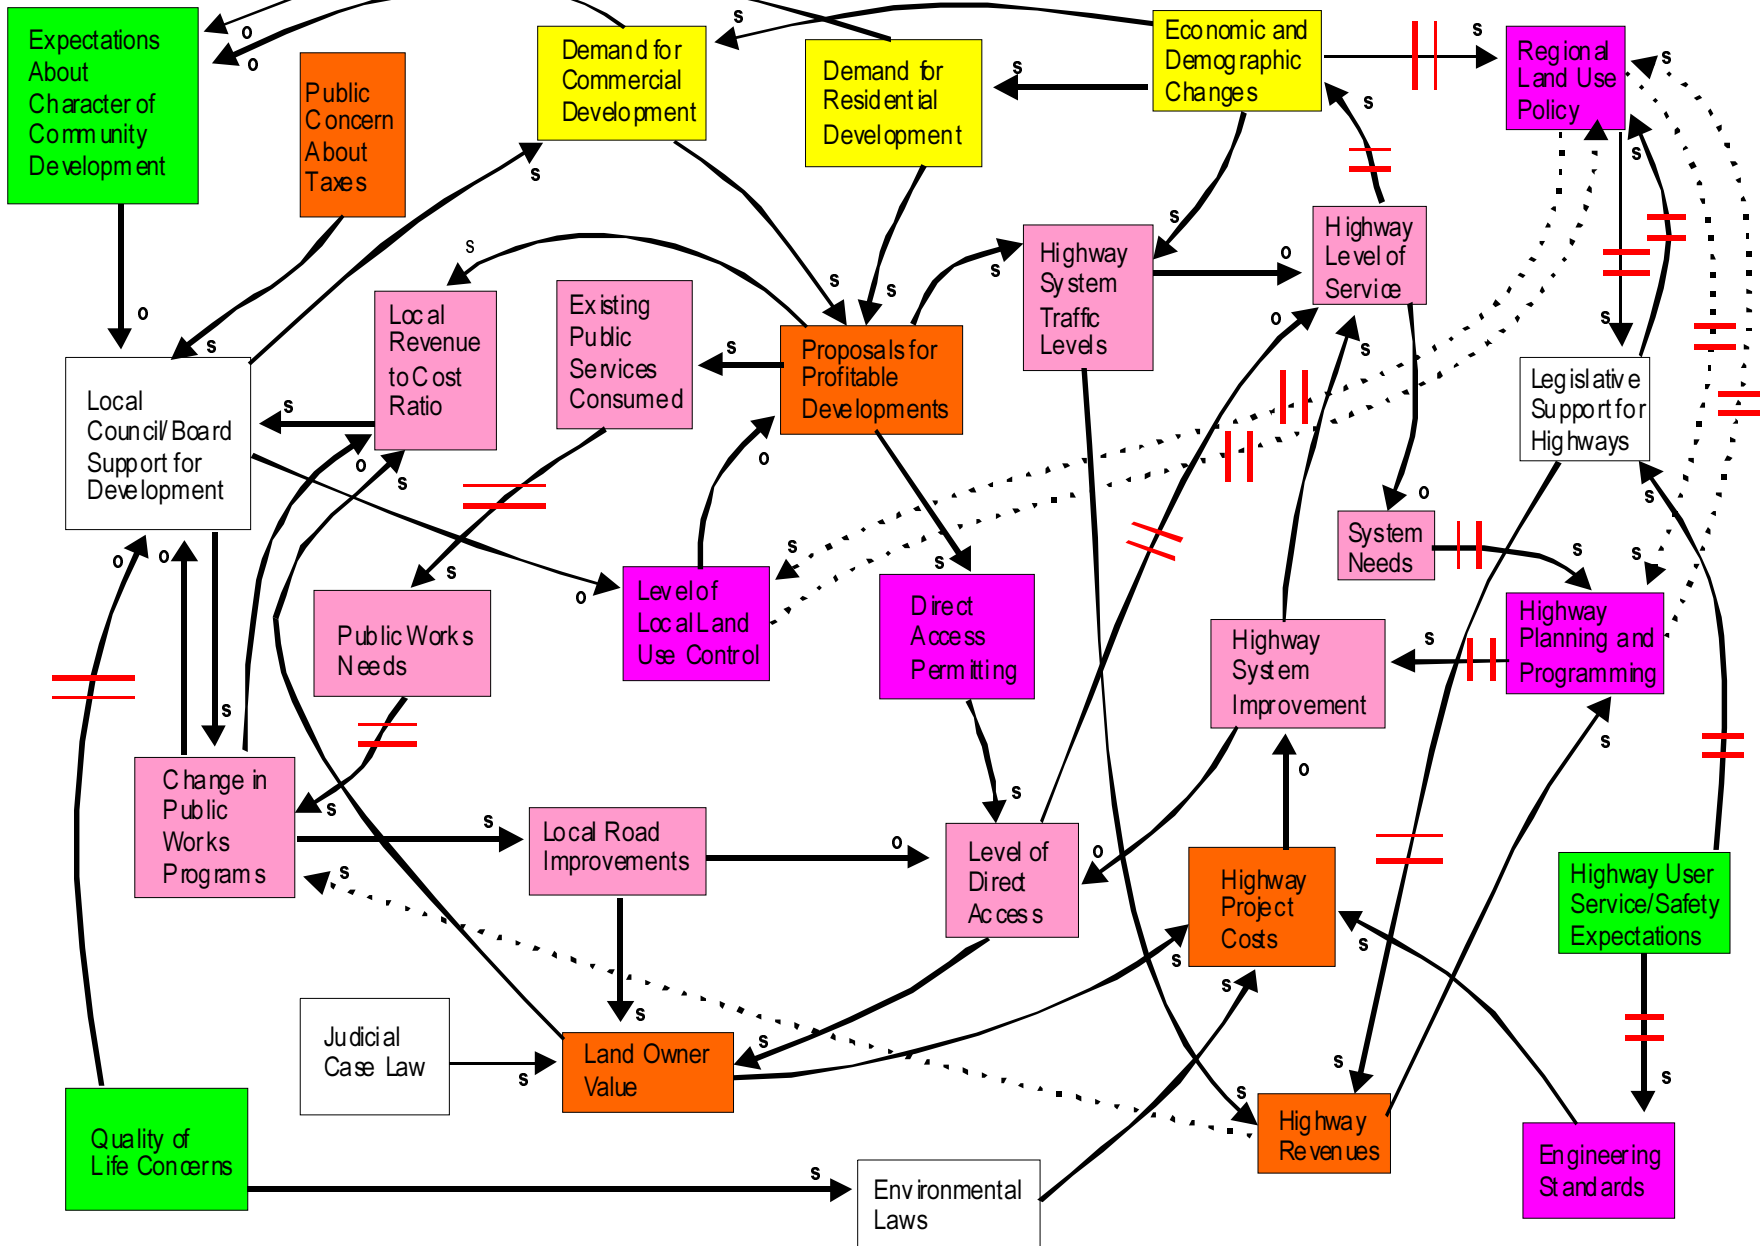 Expectations
About
Character of
Community
Development
Public
Concern
About
Taxes
Demand for
Commercial
Development
Demand for
Residential
Development
Economic and
Demographic
Changes
Regional
Land Use
Policy
Local
Revenue
to Cost
Ratio
Existing
Public
Services
Consumed
Proposals for
Profitable
Developments
Highway
System
Traffic
Levels
Highway
Level of
Service
Local
Council/Board
Support for
Development
Legislative
Support for
Highways
System
Needs
Public Works
Needs
Level of
Local Land
Use Control
Direct
Access
Permitting
Highway
System
Improvement
Highway
Planning and
Programming
Change in
Public
Works
Programs
Local Road
Improvements
Level of
Direct
Access
Highway
Project
Costs
Highway User
Service/Safety
Expectations
Judicial
Case Law
Land Owner
Value
Highway
Revenues
Engineering
Standards
Quality of
Life Concerns
Environmental
Laws
o
o
s
s
s
s
s
s
s
s
s
s
s
s
s
o
o
s
o
s
s
s
s
o
s
o
o
s
s
s
s
s
o
o
s
o
s
s
s
s
s
s
s
o
o
o
s
s
s
s
s
s
s
s
s
s
s